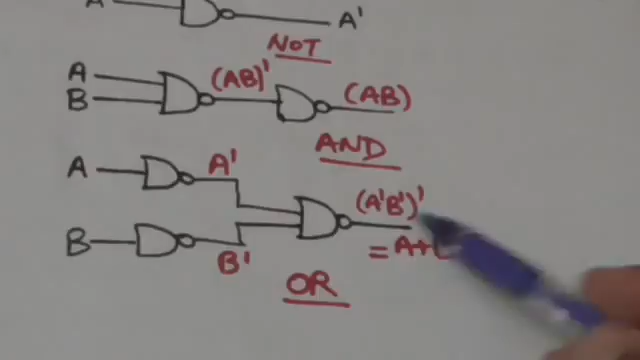 A A'
NOT
A
B (AB)' (AB)
AND
A A'
(A'B')'
B B' = A+
OR